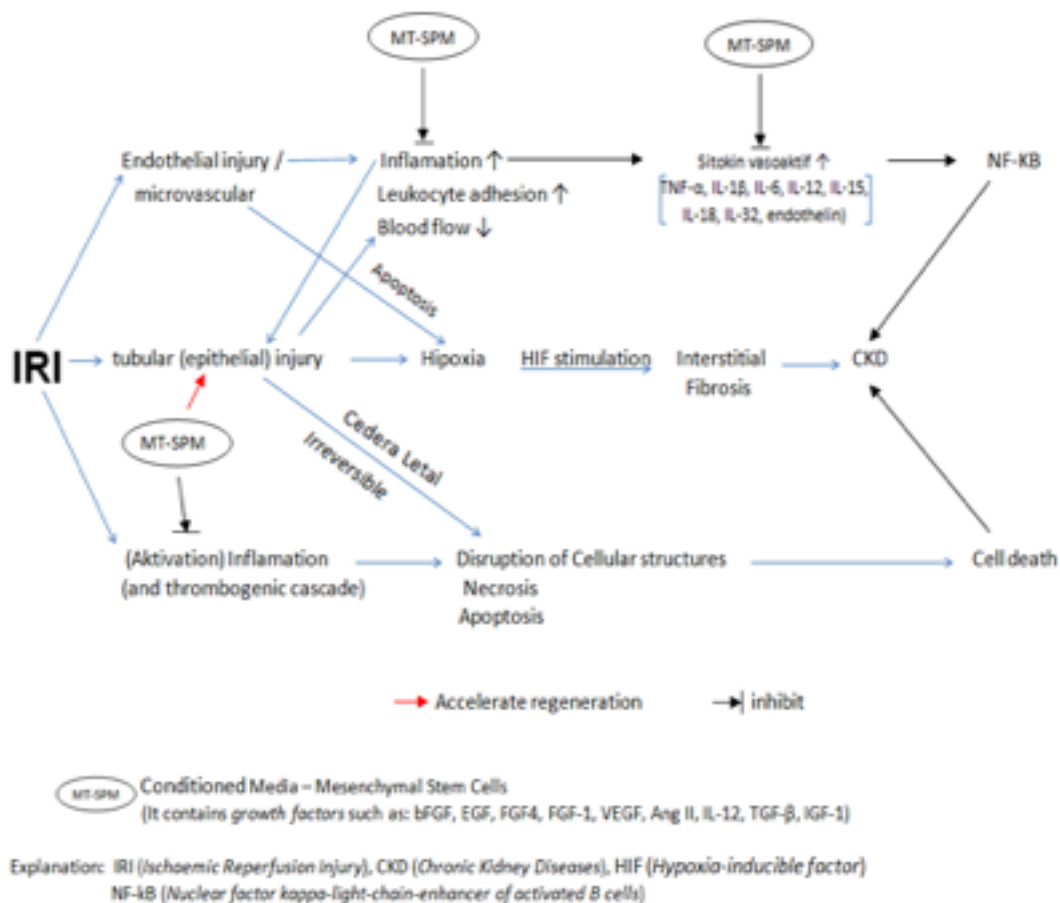 MT-SPM
MT-SPM
Endothelial injury /
microvascular
Inflamation ↑
Leukocyte adhesion ↑
Blood flow ↓
Sitokin vasoaktif ↑
[TNF-α, IL-1β, IL-6, IL-12, IL-15,
IL-18, IL-32, endothelin)]
NF-KB
Apoptosis
IRI
tubular (epithelial) injury
Hipoxia
HIF stimulation
Interstitial
Fibrosis
CKD
MT-SPM
Cedera Letal
irreversible
(Aktivation) Inflamation
(and thrombogenic cascade)
Disruption of Cellular structures
Necrosis
Apoptosis
Cell death
Accelerate regeneration
inhibit
MT-SPM
Conditioned Media – Mesenchymal Stem Cells
(It contains growth factors such as: bFGF, EGF, FGF4, FGF-1, VEGF, Ang II, IL-12, TGF-β, IGF-1)
Explanation: IRI (Ischaemic Reperfusion Injury), CKD (Chronic Kidney Diseases), HIF (Hypoxia-inducible factor)
NF-kB (Nuclear factor kappa-light-chain-enhancer of activated B cells)